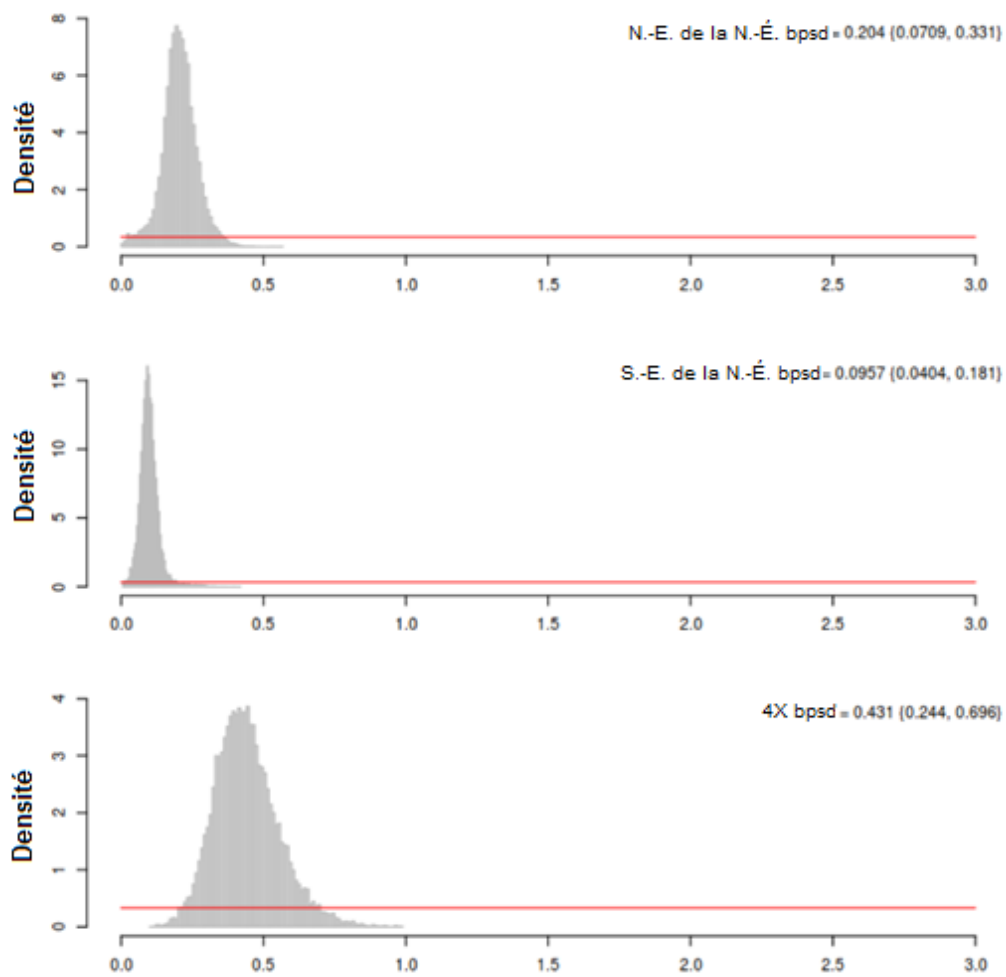 N.-E. de la N.-É. bpsd = 0.204 {0.0709, 0.331}
Densité
0 2 4 6 8
0.0 0.5 1.0 1.5 2.0 2.5 3.0
S.-E. de la N.-É. bpsd = 0.0957 {0.0404, 0.181}
Densité
0 5 10 15
0.0 0.5 1.0 1.5 2.0 2.5 3.0
4X bpsd = 0.431 {0.244, 0.696}
Densité
0 1 2 3 4
0.0 0.5 1.0 1.5 2.0 2.5 3.0